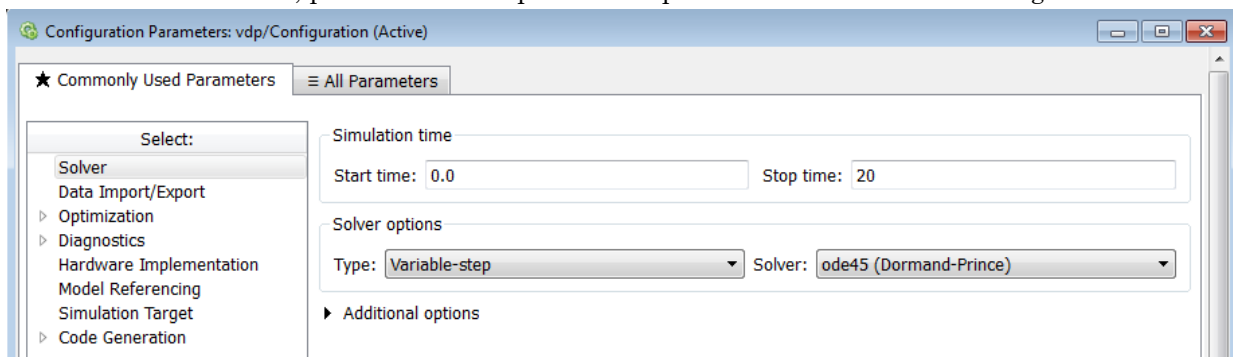 Configuration Parameters: vdp/Configuration (Active)
★ Commonly Used Parameters
≡ All Parameters
Select:
Solver
Data Import/Export
Optimization
Diagnostics
Hardware Implementation
Model Referencing
Simulation Target
Code Generation
Simulation time
Start time: 0.0 Stop time: 20
Solver options
Type: Variable-step Solver: ode45 (Dormand-Prince)
Additional options